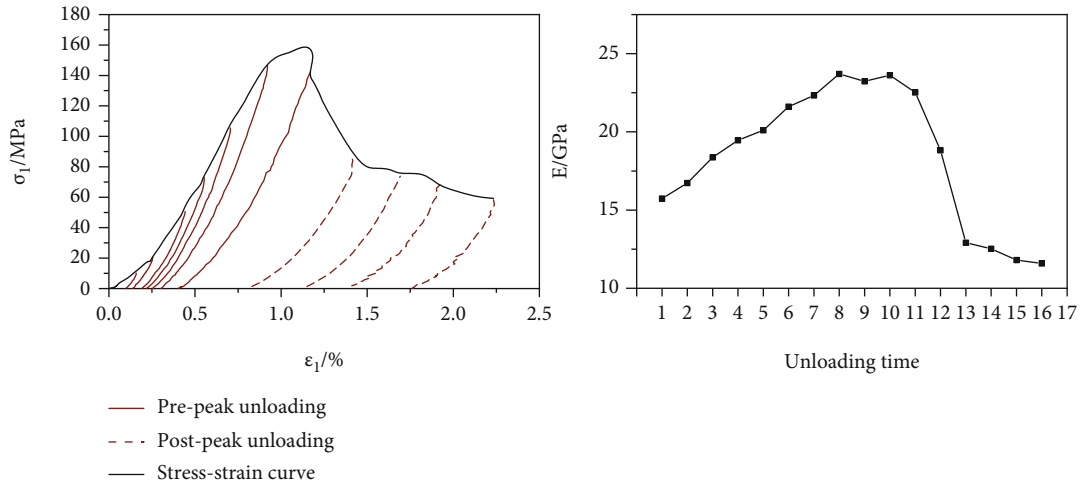 180
160
140
120
100
80
60
40
20
0
σ1/MPa
0.0 0.5 1.0 1.5 2.0 2.5
ε1/%
Pre-peak unloading
Post-peak unloading
Stress-strain curve
25
20
15
10
E/GPa
1 2 3 4 5 6 7 8 9 10 11 12 13 14 15 16 17
Unloading time